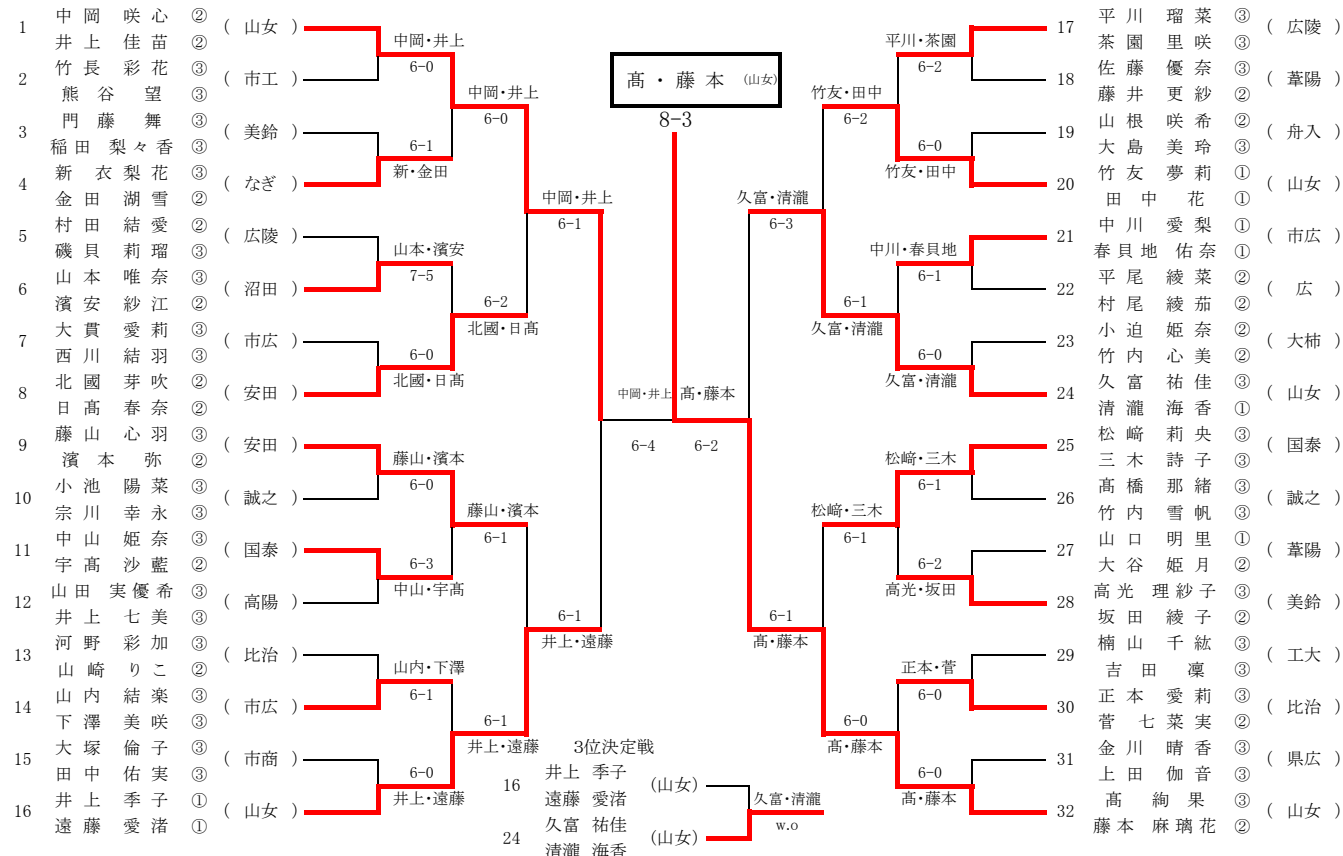 1 中岡 咲心 ② 井上 佳苗 ② ( 山女 )
2 竹長 彩花 ③ 熊谷 望 ③ ( 市工 )
3 門藤 舞 ③ 稲田 梨々香 ③ ( 美鈴 )
4 新 衣梨花 ③ 金田 湖雪 ② ( なぎ )
5 村田 結愛 ② 磯貝 莉瑠 ③ ( 広陵 )
6 山本 唯奈 ③ 濱安 紗江 ② ( 沼田 )
7 大貫 愛莉 ③ 西川 結羽 ③ ( 市広 )
8 北國 芽吹 ② 日髙 春奈 ② ( 安田 )
9 藤山 心羽 ③ 濱本 弥 ② ( 安田 )
10 小池 陽菜 ③ 宗川 幸永 ③ ( 誠之 )
11 中山 姫奈 ③ 宇髙 沙藍 ② ( 国泰 )
12 山田 実優希 ③ 井上 七美 ③ ( 高陽 )
13 河野 彩加 ③ 山崎 りこ ② ( 比治 )
14 山内 結楽 ③ 下澤 美咲 ③ ( 市広 )
15 大塚 倫子 ③ 田中 佑実 ③ ( 市商 )
16 井上 季子 ① 遠藤 愛渚 ① ( 山女 )
中岡・井上
6-0
6-1
新・金田
山本・濱安
7-5
6-0
北國・日髙
藤山・濱本
6-0
6-3
中山・宇髙
山内・下澤
6-1
6-0
井上・遠藤
中岡・井上
6-0
6-2
北國・日髙
藤山・濱本
6-1
6-1
井上・遠藤
中岡・井上
6-1
6-1
井上・遠藤
中岡・井上
6-4
髙・藤本 (山女)
8-3
髙・藤本
6-2
久富・清瀧
6-3
6-1
髙・藤本
竹友・田中
6-2
6-1
久富・清瀧
松﨑・三木
6-1
6-0
髙・藤本
平川・茶園
6-2
6-0
竹友・田中
中川・春貝地
6-1
6-0
久富・清瀧
松﨑・三木
6-1
6-2
高光・坂田
正本・菅
6-0
6-0
髙・藤本
17 平川 瑠菜 ③ 茶園 里咲 ③ ( 広陵 )
18 佐藤 優奈 ③ 藤井 更紗 ② ( 葦陽 )
19 山根 咲希 ② 大島 美玲 ③ ( 舟入 )
20 竹友 夢莉 ① 田中 花 ① ( 山女 )
21 中川 愛梨 ① 春貝地 佑奈 ① ( 市広 )
22 平尾 綾菜 ② 村尾 綾茄 ② ( 広 )
23 小迫 姫奈 ② 竹内 心美 ② ( 大柿 )
24 久富 祐佳 ③ 清瀧 海香 ① ( 山女 )
25 松﨑 莉央 ③ 三木 詩子 ③ ( 国泰 )
26 髙橋 那緒 ③ 竹内 雪帆 ③ ( 誠之 )
27 山口 明里 ① 大谷 姫月 ② ( 葦陽 )
28 高光 理紗子 ③ 坂田 綾子 ② ( 美鈴 )
29 楠山 千紘 ③ 吉田 凜 ③ ( 工大 )
30 正本 愛莉 ③ 菅 七菜実 ② ( 比治 )
31 金川 晴香 ③ 上田 伽音 ③ ( 県広 )
32 髙 絢果 ③ 藤本 麻璃花 ② ( 山女 )
3位決定戦
16 井上 季子 遠藤 愛渚 (山女)
24 久富 祐佳 清瀧 海香 (山女)
久富・清瀧
w.o